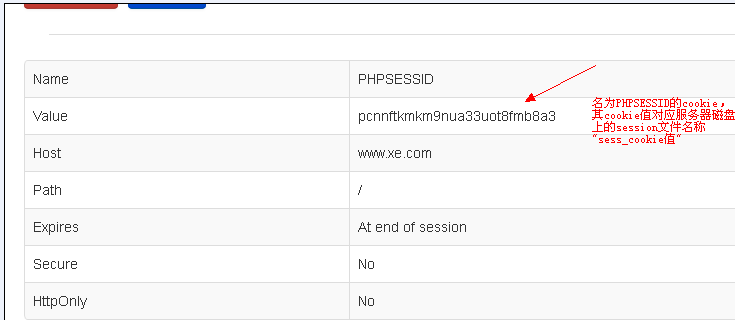 Name PHPSESSID
Value pcnnftkmkm9nua33uot8fmb8a3
名为PHPSESSID的cookie，
其cookie值对应服务器磁盘
上的session文件名称
"sess_cookie值"
Host www.xe.com
Path /
Expires At end of session
Secure No
HttpOnly No